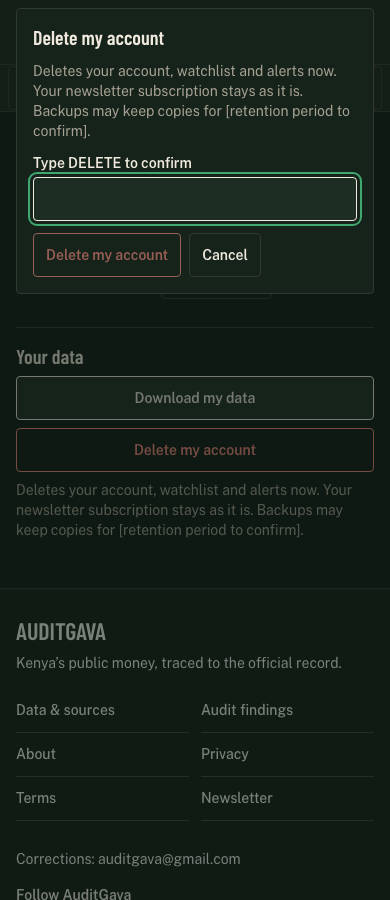 Delete my account
Deletes your account, watchlist and alerts now.
Your newsletter subscription stays as it is.
Backups may keep copies for [retention period to
confirm].
Type DELETE to confirm
Delete my account
Cancel
Your data
Download my data
Delete my account
Deletes your account, watchlist and alerts now. Your
newsletter subscription stays as it is. Backups may
keep copies for [retention period to confirm].
AUDITGAVA
Kenya's public money, traced to the official record.
Data & sources
Audit findings
About
Privacy
Terms
Newsletter
Corrections: auditgava@gmail.com
Follow AuditGava